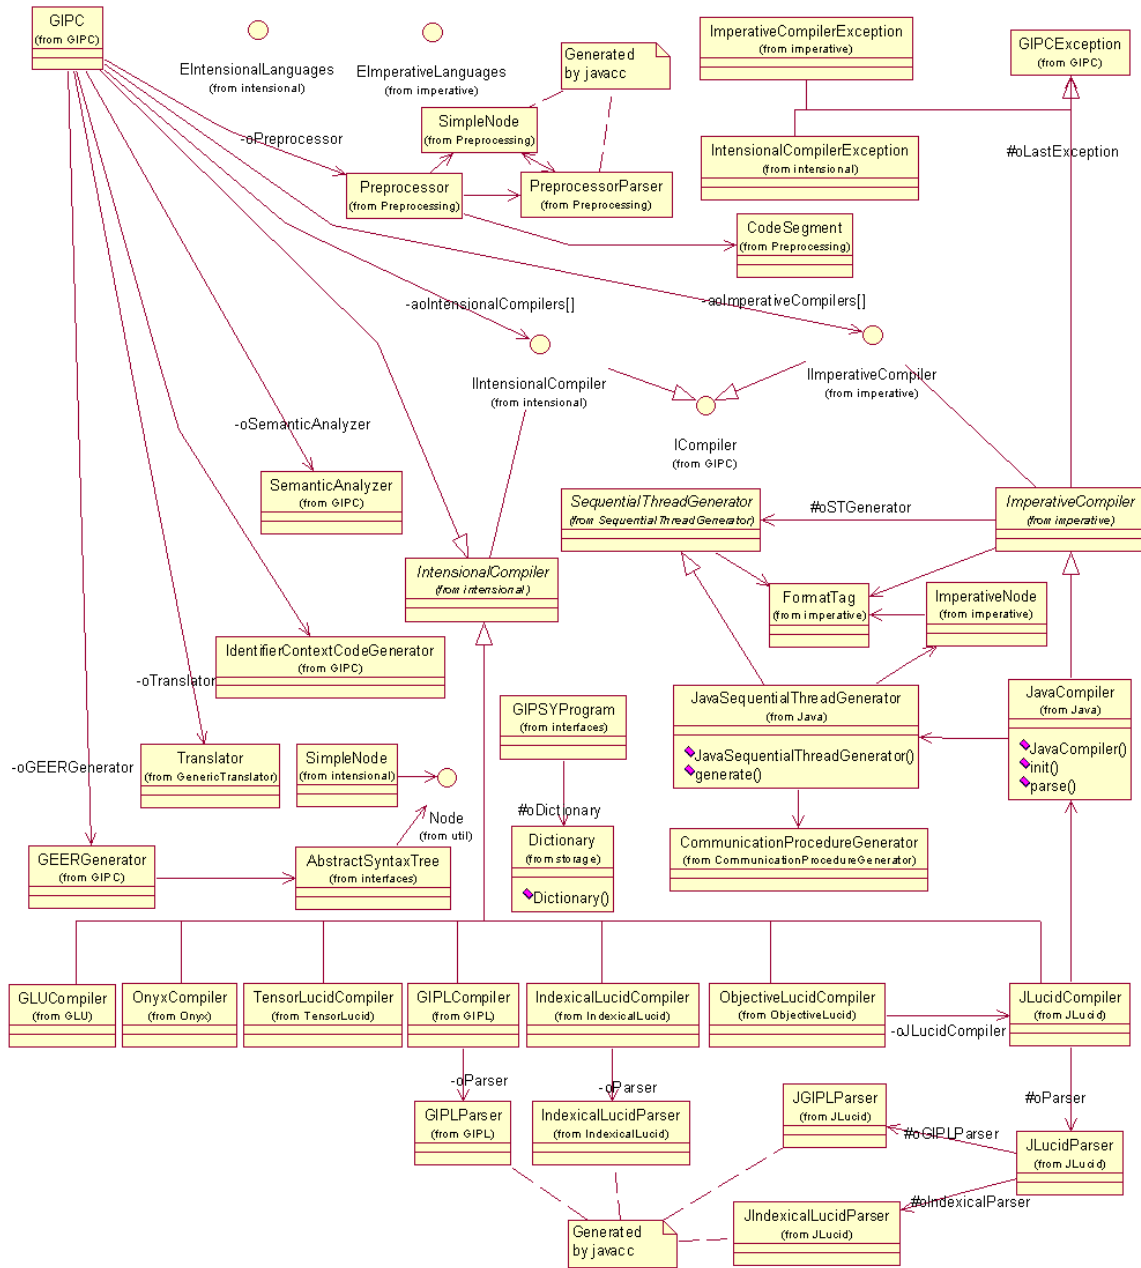 GIPC
(from GIPC)
EIntensionalLanguages
(from intensional)
EImperativeLanguages
(from imperative)
Generated
by javacc
ImperativeCompilerException
(from imperative)
GIPCException
(from GIPC)
SimpleNode
(from Preprocessing)
-oPreprocessor
IntensionalCompilerException
(from intensional)
#oLastException
Preprocessor
(from Preprocessing)
PreprocessorParser
(from Preprocessing)
CodeSegment
(from Preprocessing)
-aoIntensionalCompilers[]
-aoImperativeCompilers[]
IIntensionalCompiler
(from intensional)
IImperativeCompiler
(from imperative)
ICompiler
(from GIPC)
-oSemanticAnalyzer
SemanticAnalyzer
(from GIPC)
SequentialThreadGenerator
(from SequentialThreadGenerator)
#oSTGenerator
ImperativeCompiler
(from imperative)
IntensionalCompiler
(from intensional)
FormatTag
(from imperative)
ImperativeNode
(from imperative)
IdentifierContextCodeGenerator
(from GIPC)
-oTranslator
GIPSYProgram
(from interfaces)
JavaSequentialThreadGenerator
(from Java)
JavaSequentialThreadGenerator()
generate()
JavaCompiler
(from Java)
JavaCompiler()
init()
parse()
-oGEERGenerator
Translator
(from GenericTranslator)
SimpleNode
(from intensional)
Node
(from util)
#oDictionary
Dictionary
(from storage)
Dictionary()
CommunicationProcedureGenerator
(from CommunicationProcedureGenerator)
GEERGenerator
(from GIPC)
AbstractSyntaxTree
(from interfaces)
GLUCompiler
(from GLU)
OnyxCompiler
(from Onyx)
TensorLucidCompiler
(from TensorLucid)
GIPLCompiler
(from GIPL)
IndexicalLucidCompiler
(from IndexicalLucid)
ObjectiveLucidCompiler
(from ObjectiveLucid)
-oJLucidCompiler
JLucidCompiler
(from JLucid)
-oParser
-oParser
#oParser
GIPLParser
(from GIPL)
IndexicalLucidParser
(from IndexicalLucid)
JGIPLParser
(from JLucid)
#oGIPLParser
JLucidParser
(from JLucid)
#oIndexicalParser
Generated
by javacc
JIndexicalLucidParser
(from JLucid)